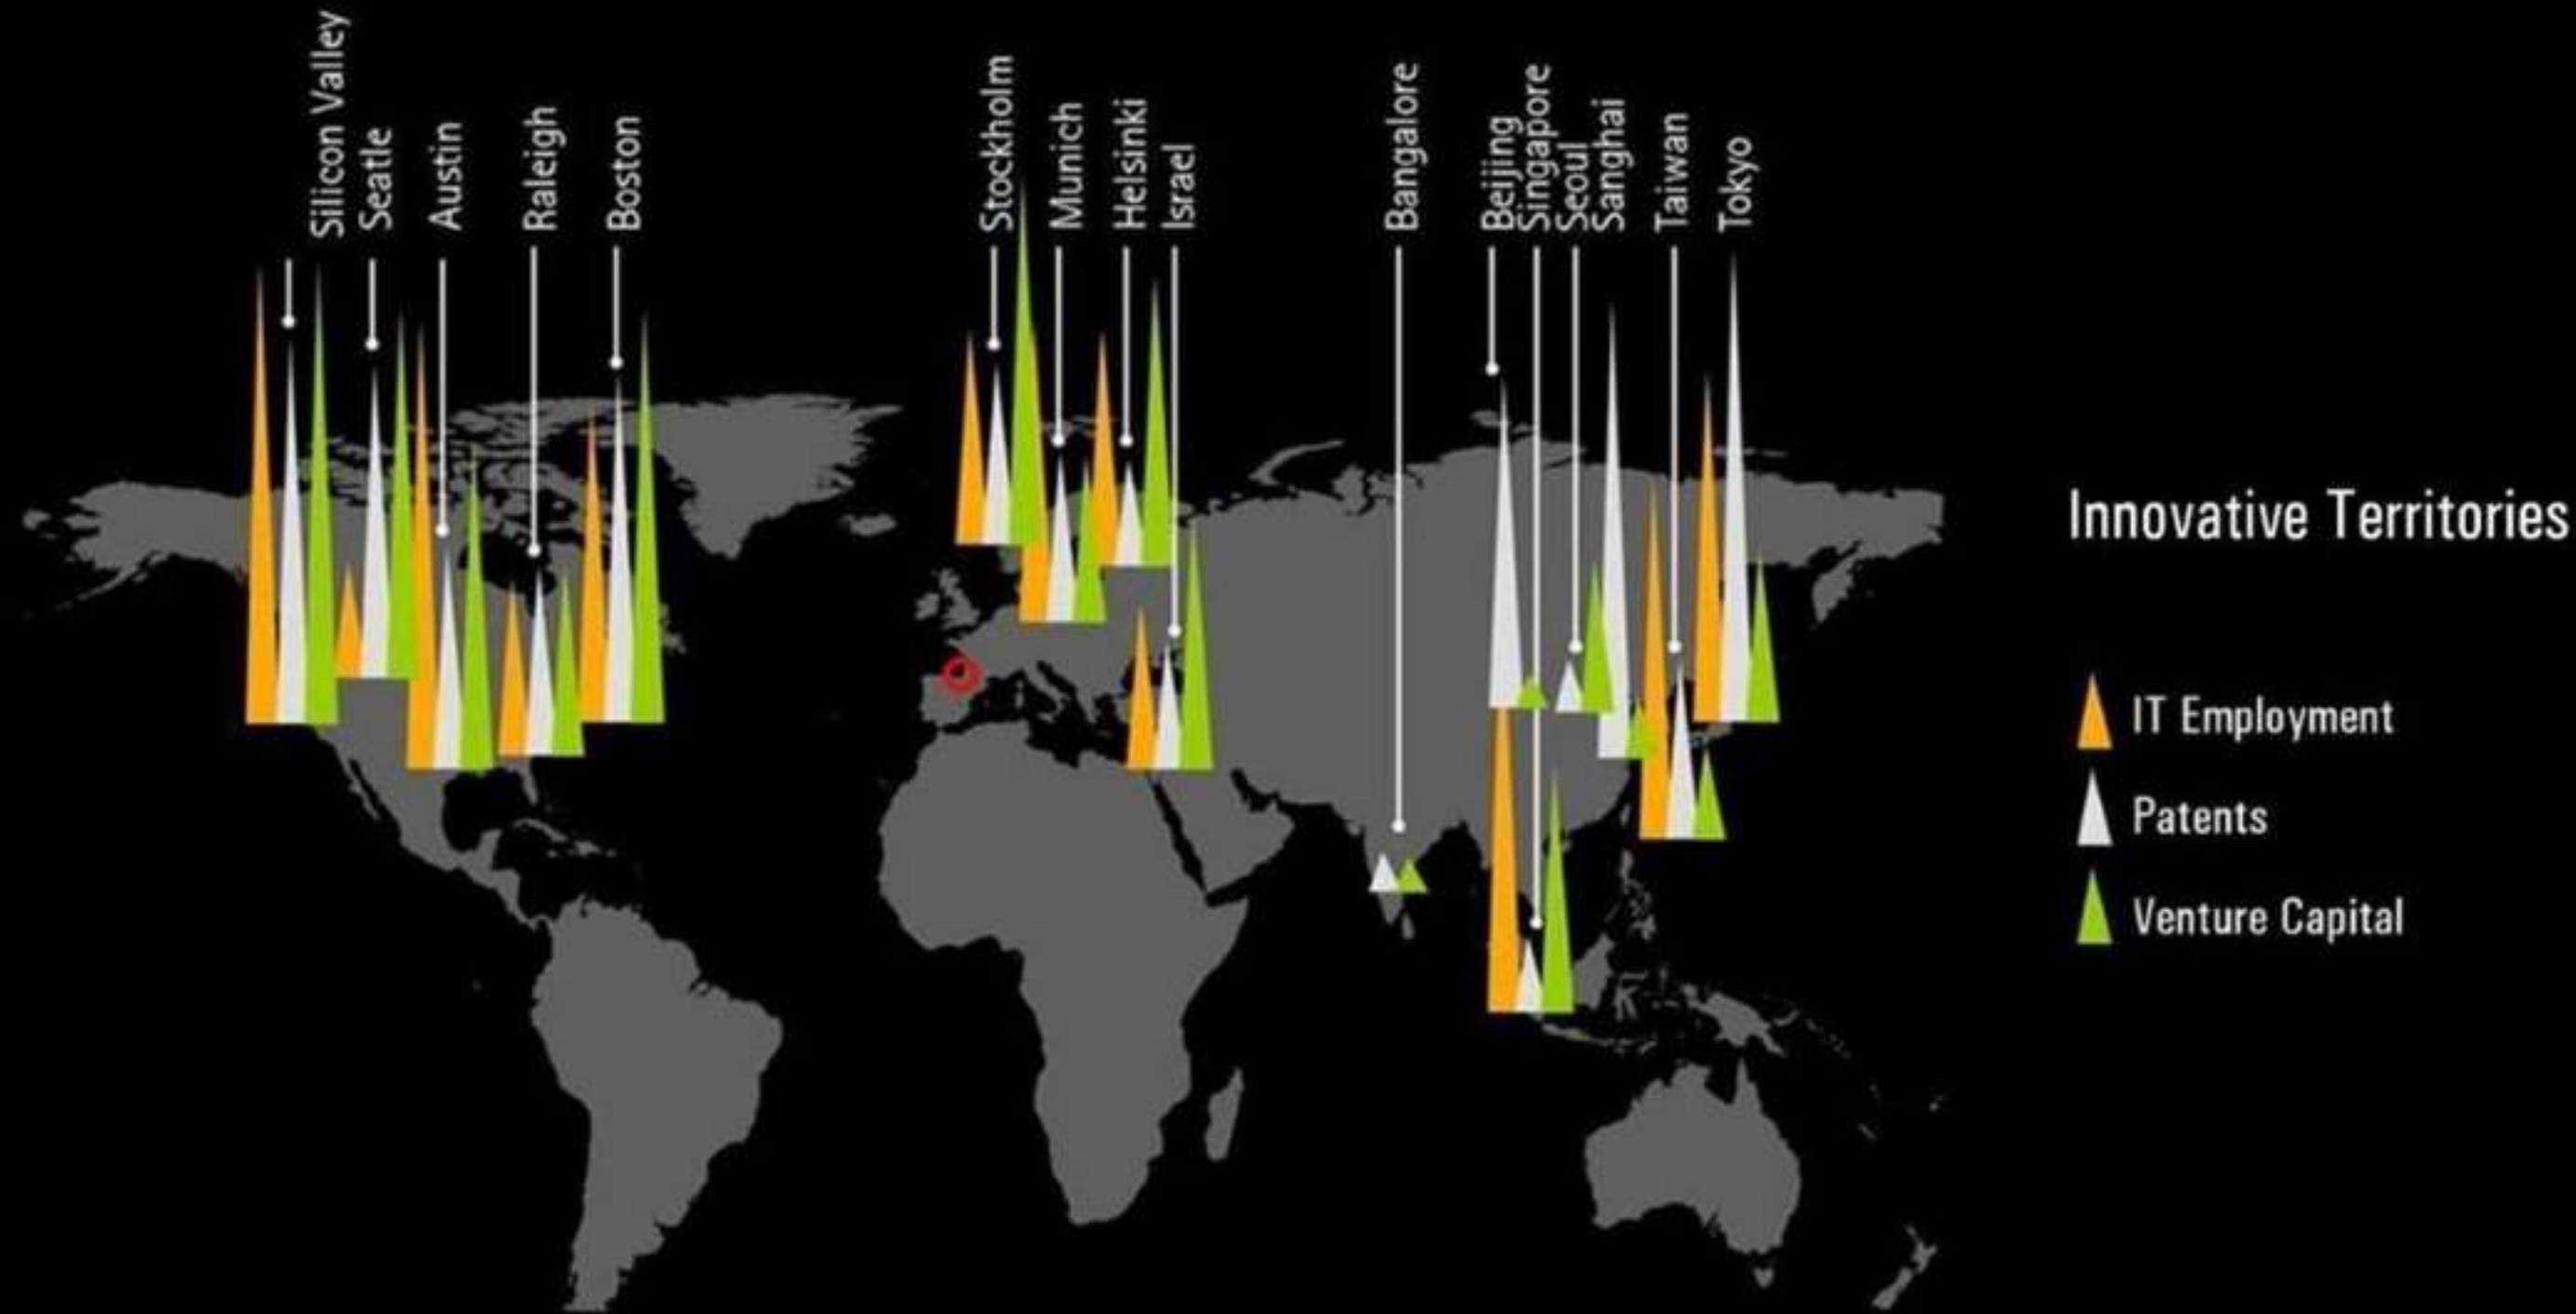 Silicon Valley
Seatle
Austin
Raleigh
Boston
Stockholm
Munich
Helsinki
Israel
Bangalore
Beijing
Singapore
Seoul
Sanghai
Taiwan
Tokyo
Innovative Territories
IT Employment
Patents
Venture Capital